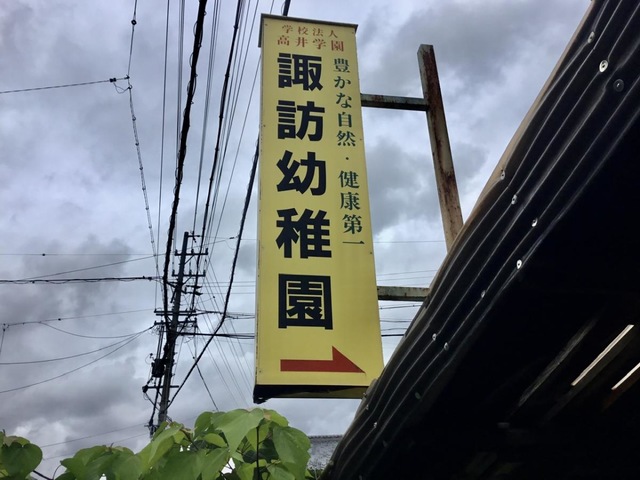 学校法人
高井学園
豊かな自然・健康第一
諏訪幼稚園